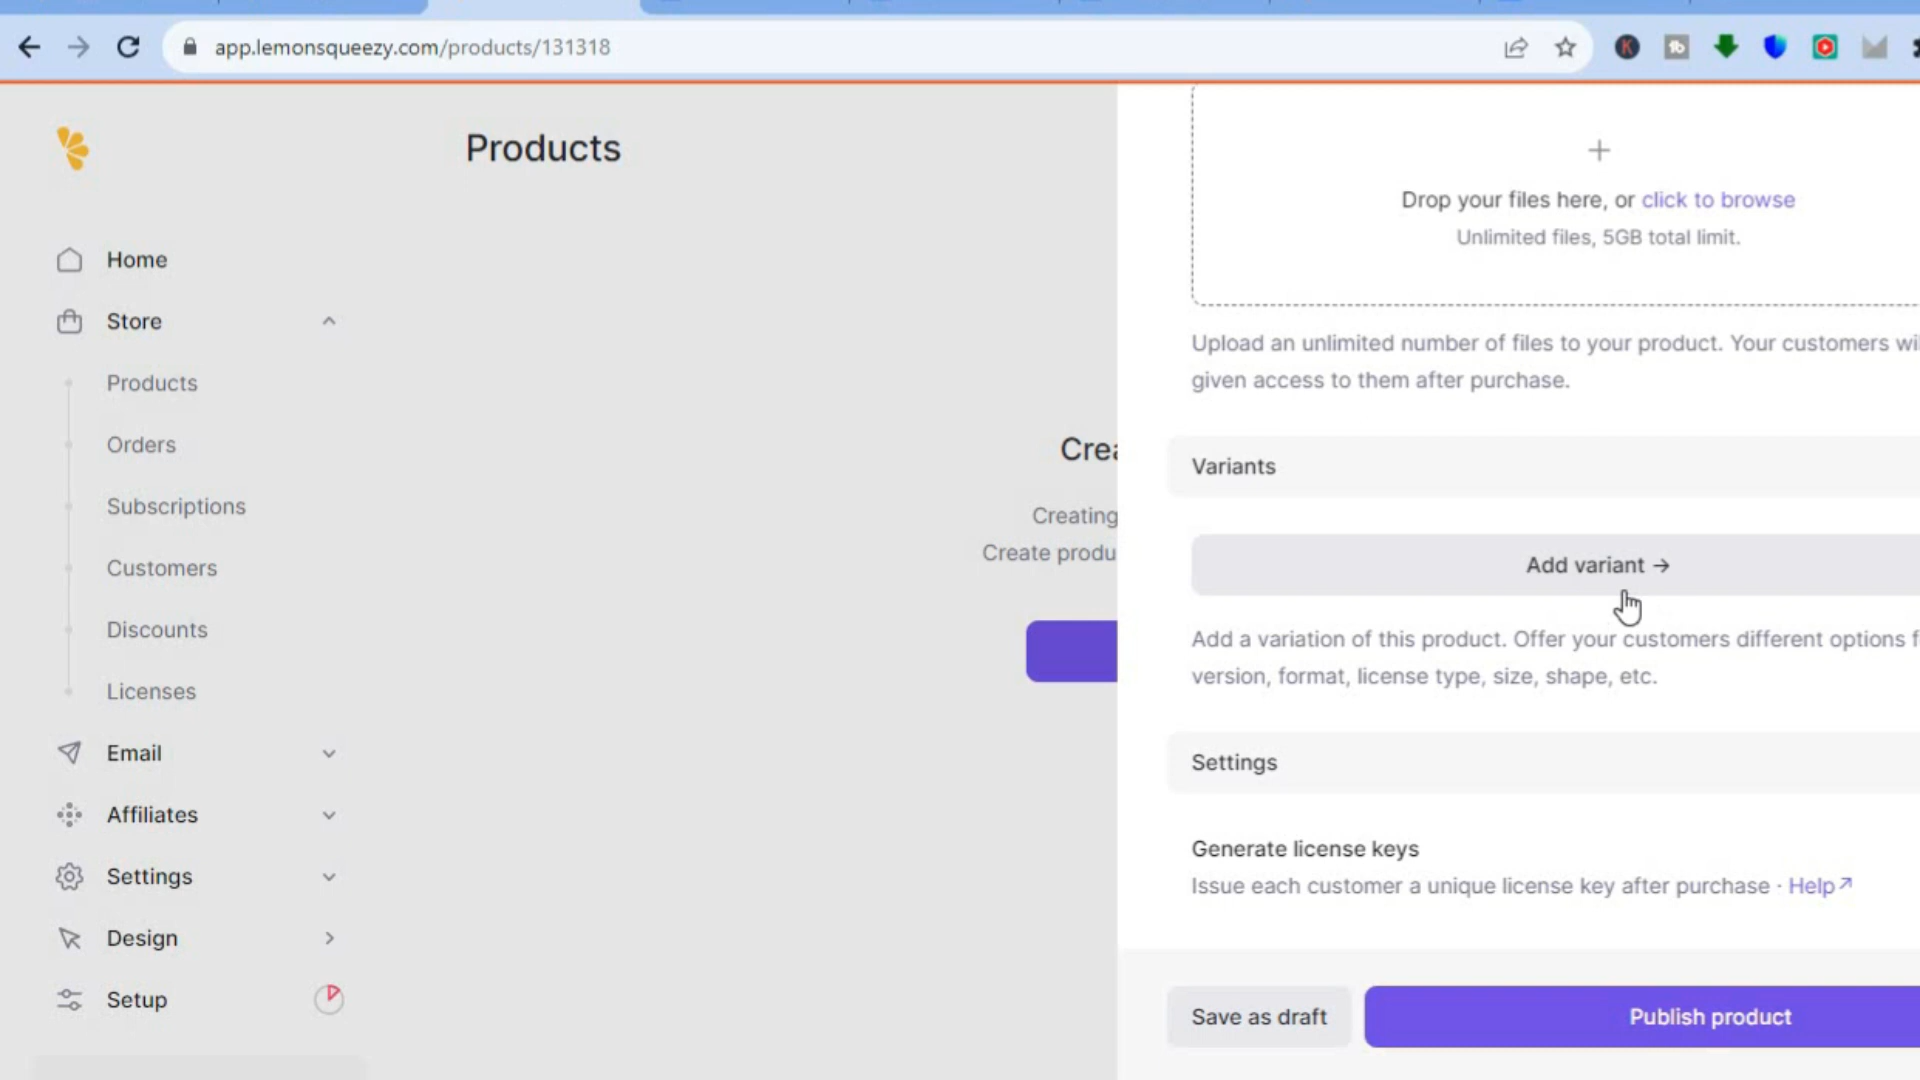 app.lemonsqueezy.com/products/131318
Products
Home
Store
Products
Orders
Subscriptions
Customers
Discounts
Licenses
Email
Affiliates
Settings
Design
Setup
Crea
Creating
Create produ
Drop your files here, or click to browse
Unlimited files, 5GB total limit.
Upload an unlimited number of files to your product. Your customers wi
given access to them after purchase.
Variants
Add variant →
Add a variation of this product. Offer your customers different options f
version, format, license type, size, shape, etc.
Settings
Generate license keys
Issue each customer a unique license key after purchase · Help↗
Save as draft
Publish product